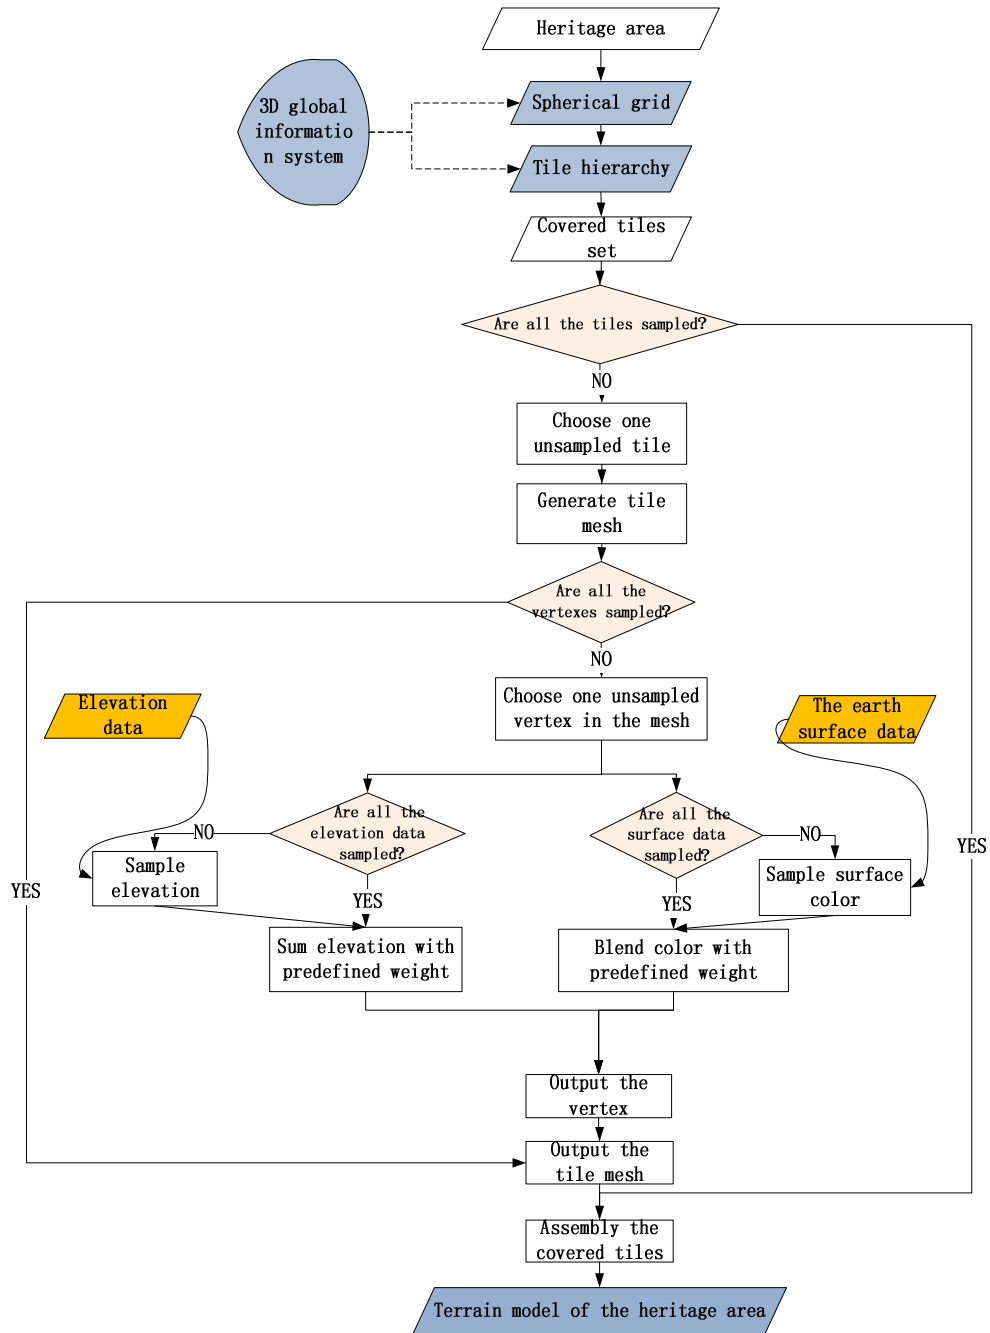 Heritage area
3D global
informatio
n system
Spherical grid
Tile hierarchy
Covered tiles
set
Are all the tiles sampled?
NO
Choose one
unsampled tile
Generate tile
mesh
Are all the
vertexes sampled?
NO
Choose one unsampled
vertex in the mesh
Elevation
data
The earth
surface data
Are all the
elevation data
sampled?
Are all the
surface data
sampled?
NO
NO
YES
Sample
elevation
Sample surface
color
YES
YES
YES
Sum elevation with
predefined weight
Blend color with
predefined weight
Output the
vertex
Output the
tile mesh
Assembly the
covered tiles
Terrain model of the heritage area